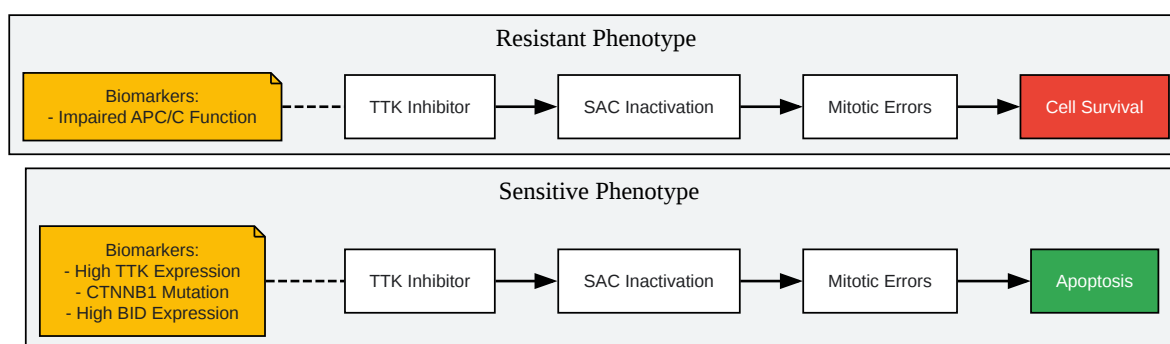 Resistant Phenotype
Biomarkers:
- Impaired APC/C Function
TTK Inhibitor
SAC Inactivation
Mitotic Errors
Cell Survival
Sensitive Phenotype
Biomarkers:
- High TTK Expression
- CTNNB1 Mutation
- High BID Expression
TTK Inhibitor
SAC Inactivation
Mitotic Errors
Apoptosis